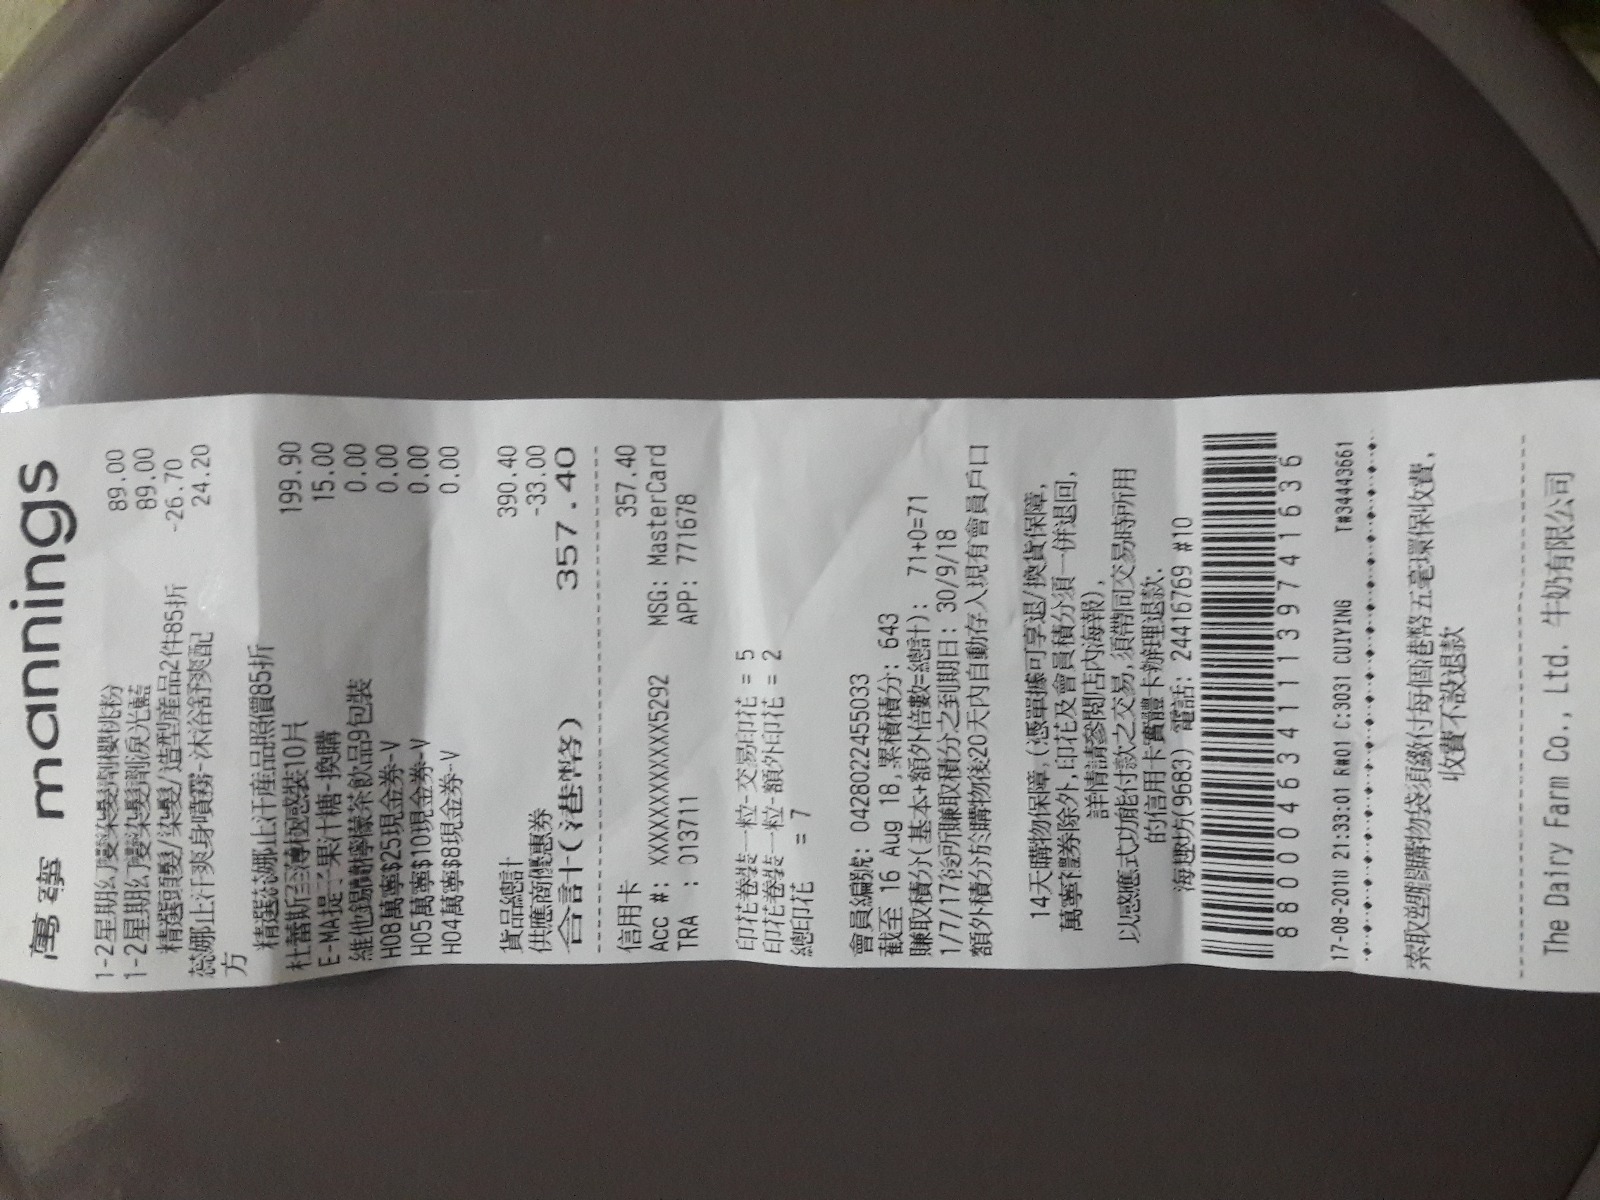 萬寧 mannings
1-2星期幻變染髮劑櫻桃粉 89.00
1-2星期幻變染髮劑淚光藍 89.00
精選頭髮/染髮/造型產品2件85折 -26.70
蕊娜止汗爽身噴霧-沐浴舒爽配 24.20
方
精選蕊娜止汗產品照價85折
杜蕾斯至薄極感裝10片 199.90
E-MA提子果汁糖-換購 15.00
維他錫蘭檸檬茶飲品9包裝 0.00
H08萬寧$25現金券-V 0.00
H05萬寧$10現金券-V 0.00
H04萬寧$8現金券-V 0.00
貨品總計 390.40
供應商優惠券 -33.00
合計(港幣) 357.40
信用卡 357.40
Acc #: XXXXXXXXXXXX5292 MSG: MasterCard
TRA : 013711 APP: 771678
印花卷裝一粒-交易印花 = 5
印花卷裝一粒-額外印花 = 2
總印花 = 7
會員編號: 0428022455033
截至 16 Aug 18,累積積分: 643
賺取積分(基本+額外倍數=總計): 71+0=71
1/7/17後所賺取積分之到期日: 30/9/18
額外積分於購物後20天內自動存入現有會員戶口
14天購物保障,(憑單據可享退/換貨保障,
萬寧禮券除外,印花及會員積分須一併退回,
詳情請參閱店內海報),
以感應式功能付款之交易,須帶同交易時所用
的信用卡實體卡辦理退款.
海趣坊(9683) 電話: 24416769 #10
88000463411139741636
17-08-2018 21:33:01 R#01 C:3031 CUIYING T#34443661
索取塑膠購物袋須繳付每個港幣五毫環保收費,
收費不設退款
The Dairy Farm Co., Ltd. 牛奶有限公司